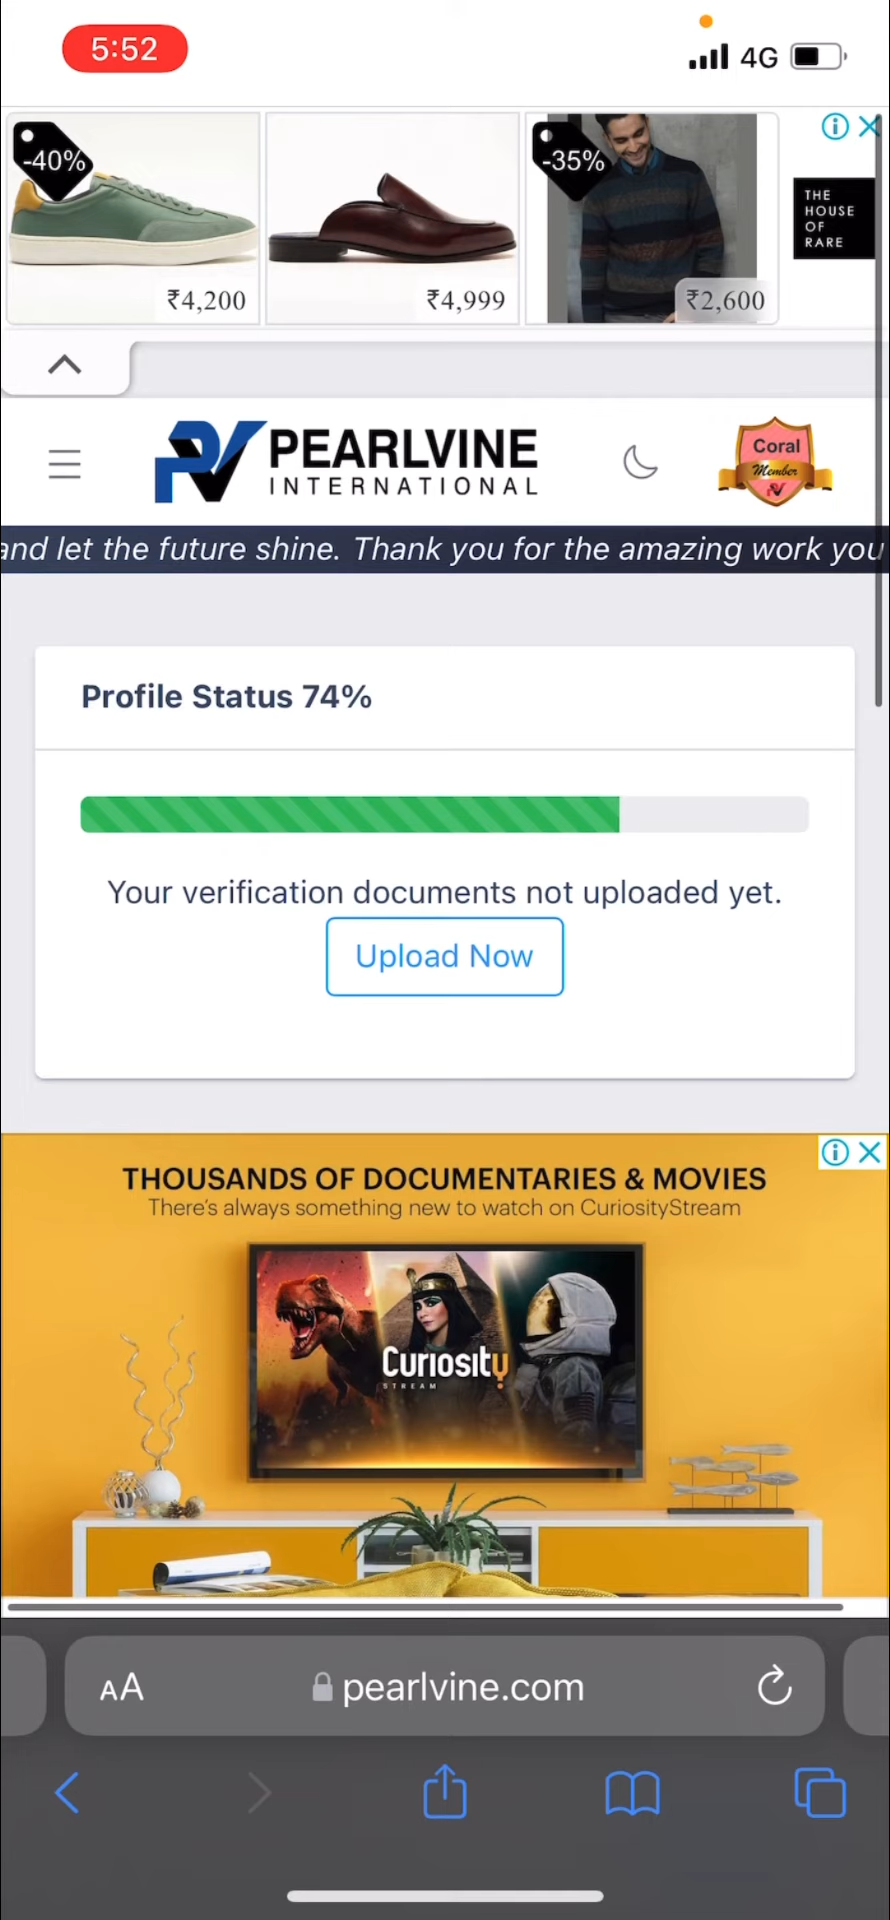 5:52
4G
-40%
-35%
₹4,200
₹4,999
₹2,600
THE
HOUSE
OF
RARE
PEARLVINE
INTERNATIONAL
Coral
Member
and let the future shine. Thank you for the amazing work you
Profile Status 74%
Your verification documents not uploaded yet.
Upload Now
THOUSANDS OF DOCUMENTARIES & MOVIES
There's always something new to watch on CuriosityStream
Curiosity
STREAM
AA
pearlvine.com